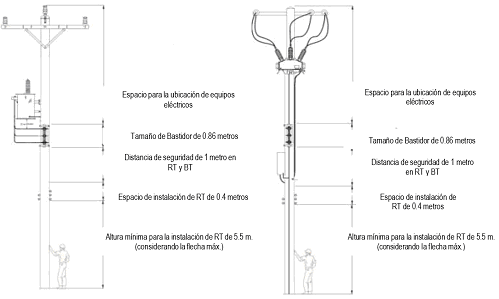 Espacio para la ubicación de equipos
eléctricos
Tamaño de Bastidor de 0.86 metros
Distancia de seguridad de 1 metro en
RT y BT
Espacio de instalación de RT de 0.4 metros
Altura mínima para la instalación de RT de 5.5 m.
(considerando la flecha máx.)
Espacio para la ubicación de equipos
eléctricos
Tamaño de Bastidor de 0.86 metros
Distancia de seguridad de 1 metro
en RT y BT
Espacio de instalación de
RT de 0.4 metros
Altura mínima para la instalación de RT de 5.5 m.
(considerando la flecha máx.)